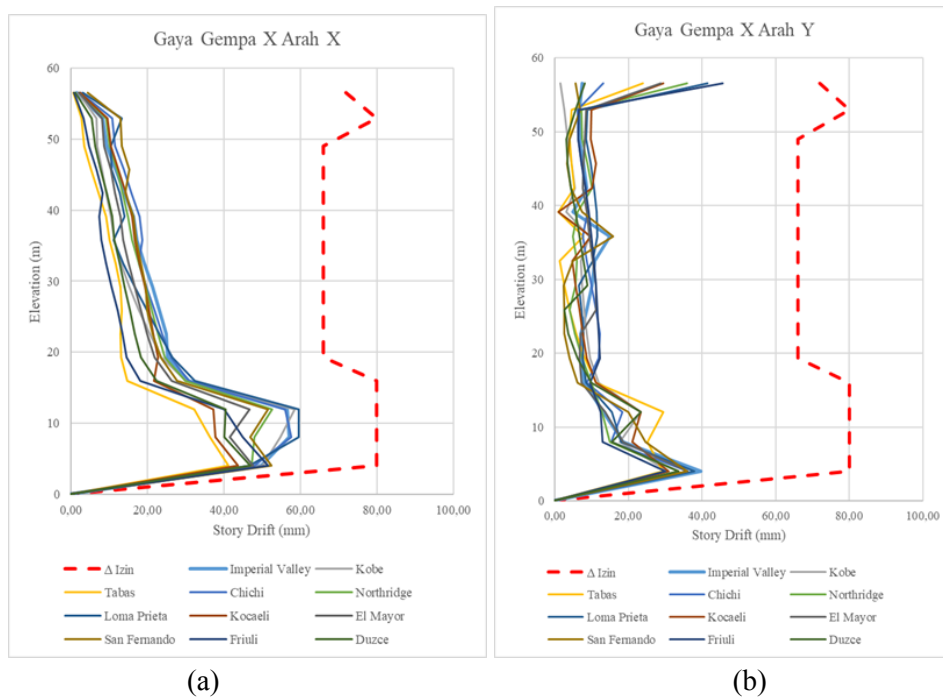 Gaya Gempa X Arah X
60
50
40
30
20
10
0
Elevation (m)
0,00 20,00 40,00 60,00 80,00 100,00
Story Drift (mm)
Δ Izin Imperial Valley Kobe
Tabas Chichi Northridge
Loma Prieta Kocaeli El Mayor
San Fernando Friuli Duzce
(a)
Gaya Gempa X Arah Y
60
50
40
30
20
10
0
Elevation (m)
0,00 20,00 40,00 60,00 80,00 100,00
Story Drift (mm)
Δ Izin Imperial Valley Kobe
Tabas Chichi Northridge
Loma Prieta Kocaeli El Mayor
San Fernando Friuli Duzce
(b)